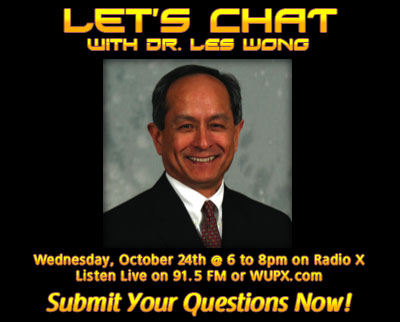 LET'S CHAT
WITH DR. LES WONG
Wednesday, October 24th @ 6 to 8pm on Radio X
Listen Live on 91.5 FM or WUPX.com
Submit Your Questions Now!